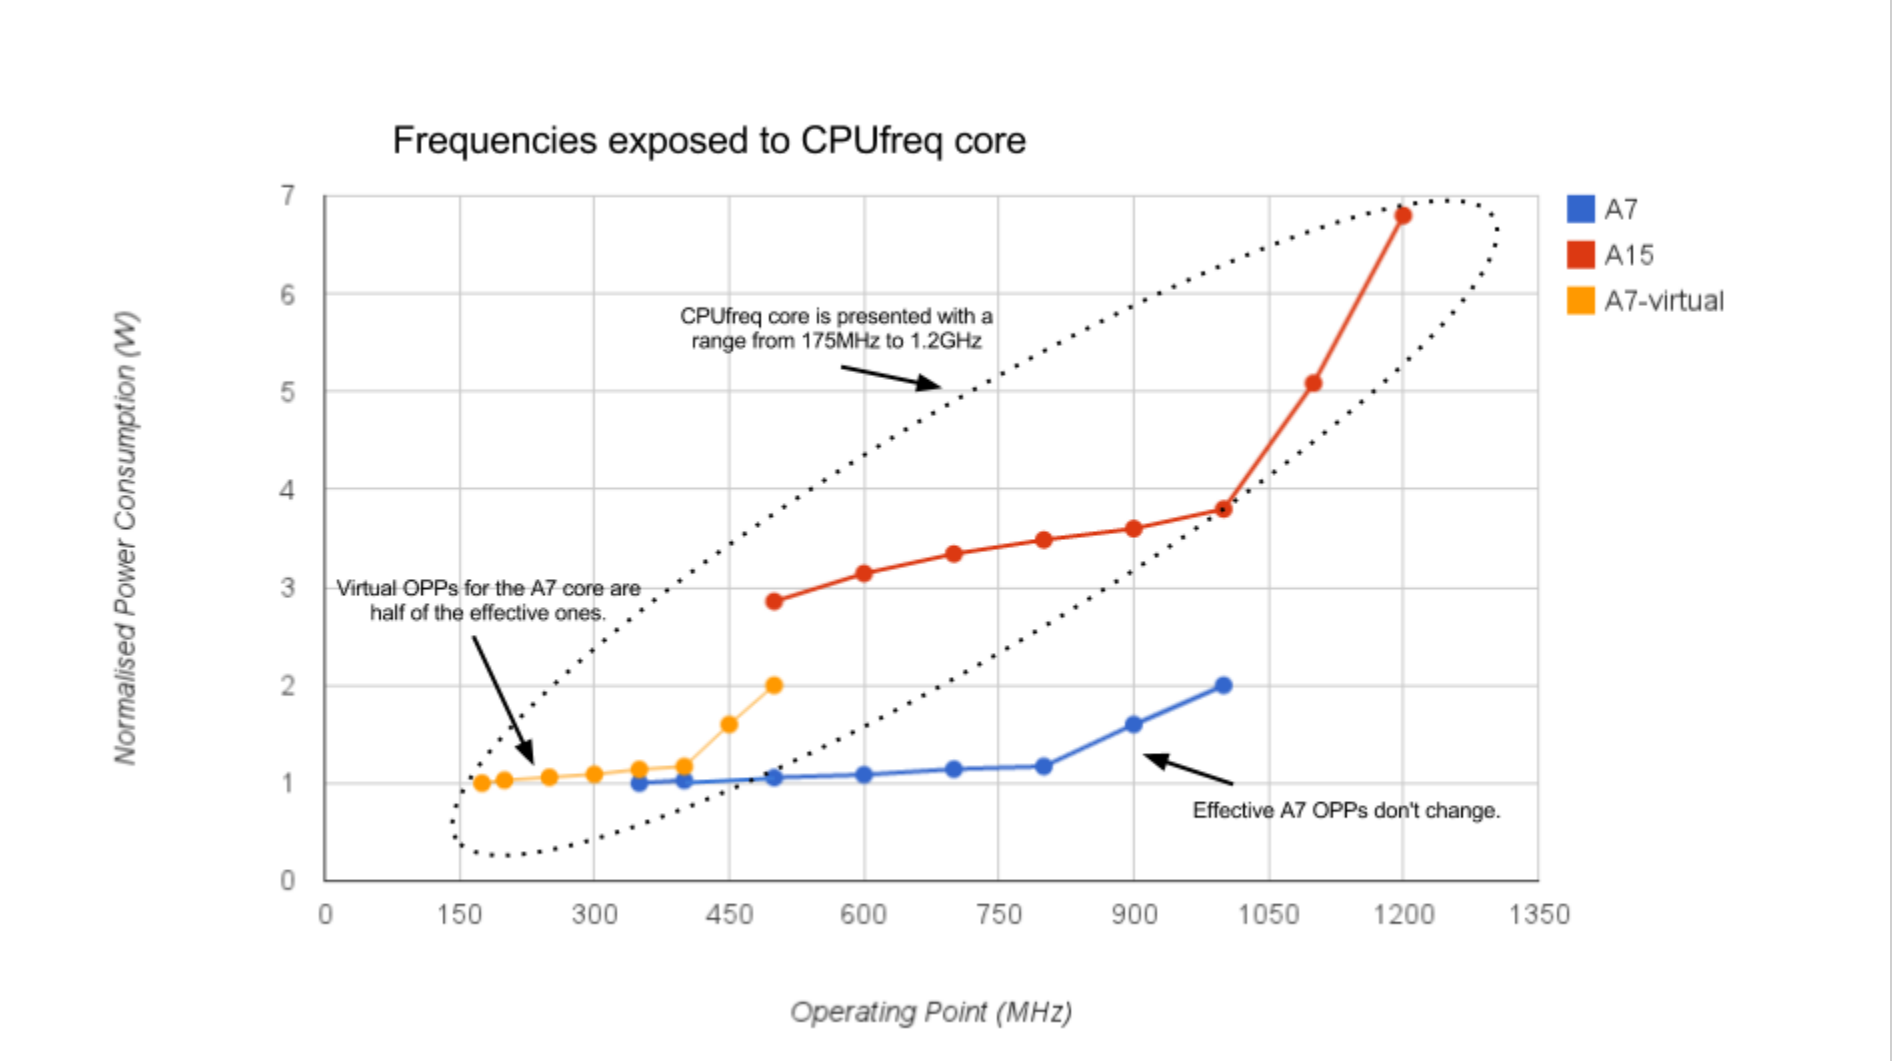 Frequencies exposed to CPUfreq core
7
6
5
4
3
2
1
0
Normalised Power Consumption (W)
CPUfreq core is presented with a
range from 175MHz to 1.2GHz
Virtual OPPs for the A7 core are
half of the effective ones.
Effective A7 OPPs don't change.
A7
A15
A7-virtual
0 150 300 450 600 750 900 1050 1200 1350
Operating Point (MHz)